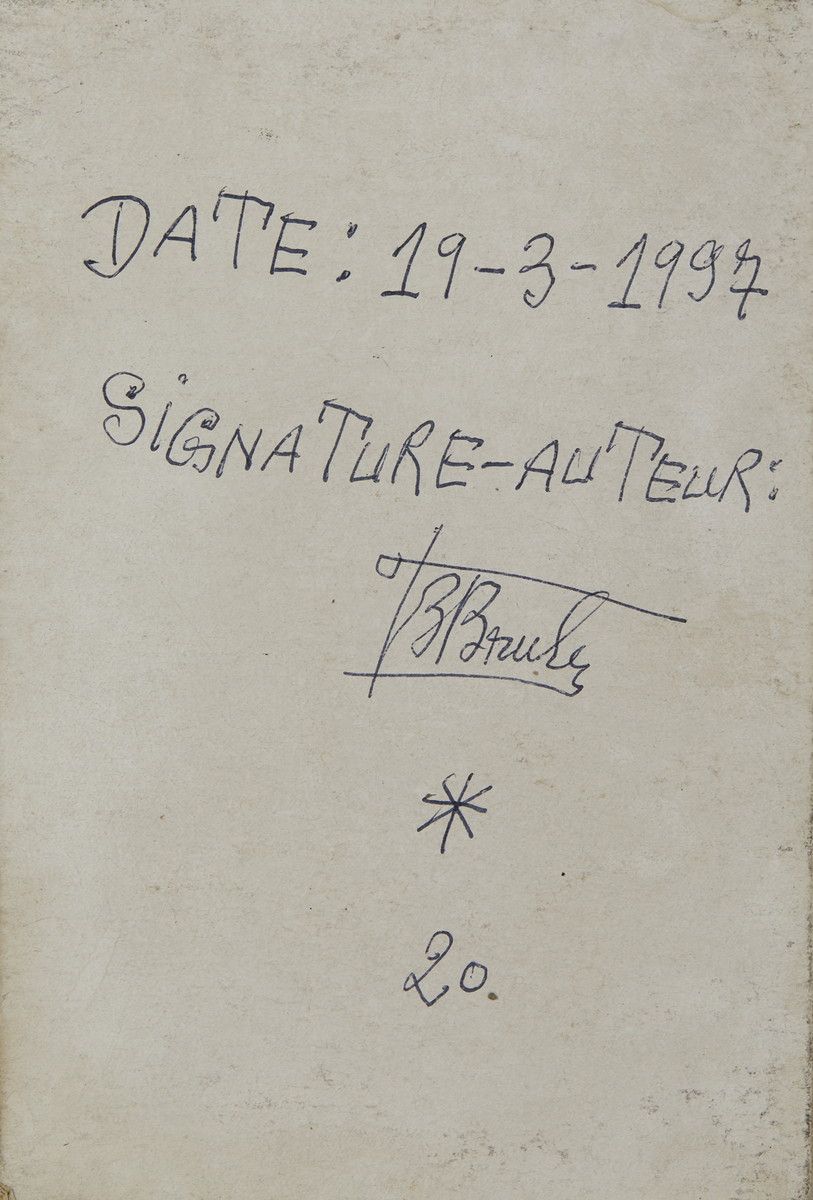 DATE: 19-3-1997
SiGNATURE-AUTEUR:
*
20.